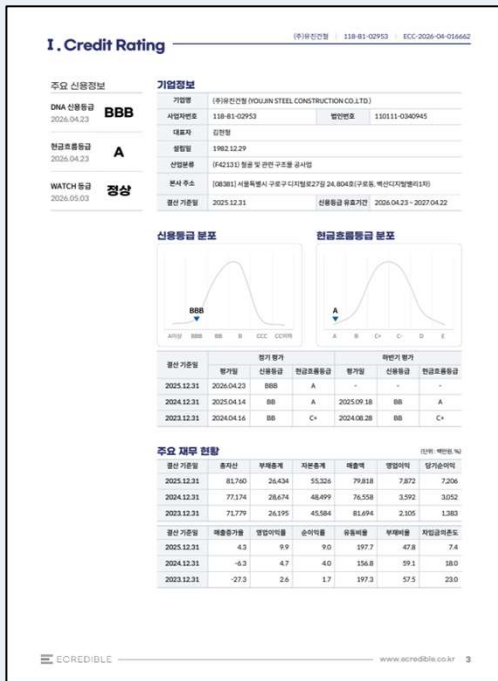 (주)유진건철 | 118-81-02953 | ECC-2026-04-016662
I. Credit Rating
주요 신용정보
DNA 신용등급
2026.04.23
BBB
현금흐름등급
2026.04.23
A
WATCH 등급
2026.05.03
정상
기업정보
기업명 (주)유진건철 (YOUJIN STEEL CONSTRUCTION CO.,LTD.)
사업자번호 118-81-02953 법인번호 110111-0340945
대표자 김현철
설립일 1982.12.29
산업분류 (F42131) 철골 및 관련 구조물 공사업
본사 주소 [08381] 서울특별시 구로구 디지털로27길 24, 804호(구로동, 벽산디지털밸리1차)
결산 기준일 2025.12.31 신용등급 유효기간 2026.04.23 ~ 2027.04.22
신용등급 분포
BBB
A이상 BBB BB B CCC CC이하
현금흐름등급 분포
A
A B C+ C- D E
결산 기준일 정기 평가 하반기 평가
평가일 신용등급 현금흐름등급 평가일 신용등급 현금흐름등급
2025.12.31 2026.04.23 BBB A - - -
2024.12.31 2025.04.14 BB A 2025.09.18 BB A
2023.12.31 2024.04.16 BB C+ 2024.08.28 BB C+
주요 재무 현황
(단위 : 백만원, %)
결산 기준일 총자산 부채총계 자본총계 매출액 영업이익 당기순이익
2025.12.31 81,760 26,434 55,326 79,818 7,872 7,206
2024.12.31 77,174 28,674 48,499 76,558 3,592 3,052
2023.12.31 71,779 26,195 45,584 81,694 2,105 1,383
결산 기준일 매출증가율 영업이익률 순이익률 유동비율 부채비율 차입금의존도
2025.12.31 4.3 9.9 9.0 197.7 47.8 7.4
2024.12.31 -6.3 4.7 4.0 156.8 59.1 18.0
2023.12.31 -27.3 2.6 1.7 197.3 57.5 23.0
ECREDIBLE
www.ecredible.co.kr 3